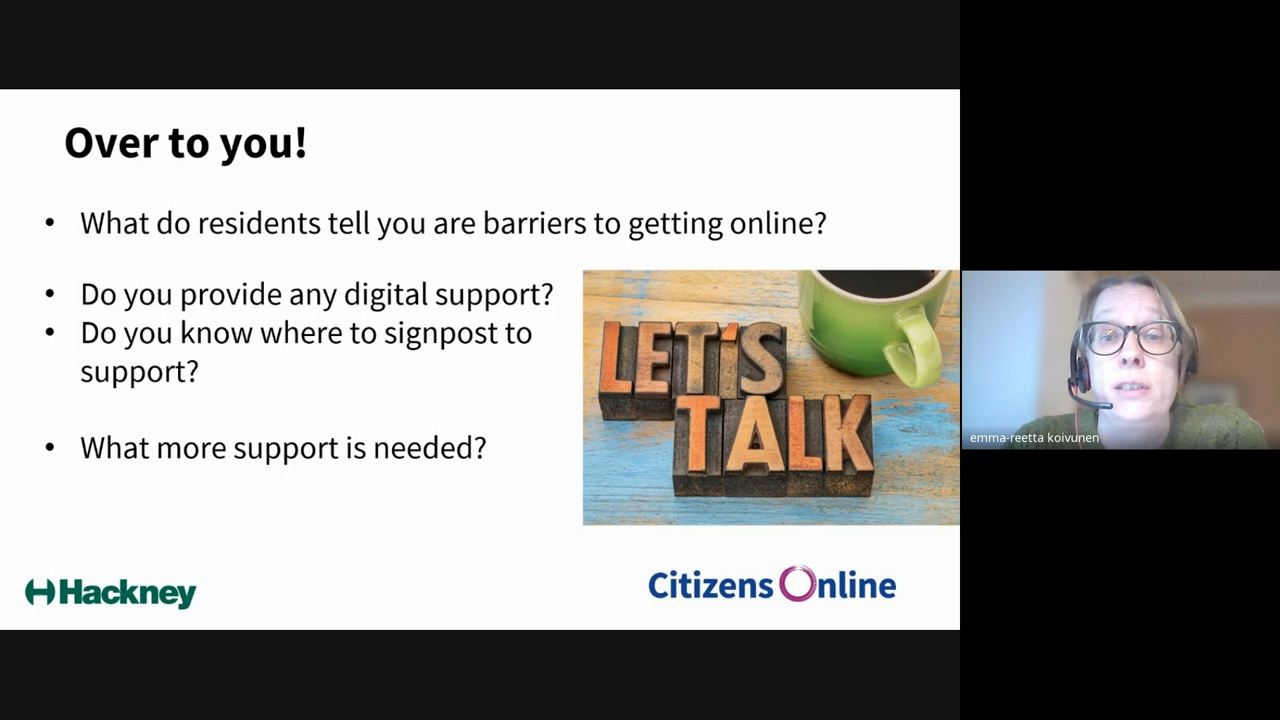 Over to you!
• What do residents tell you are barriers to getting online?
• Do you provide any digital support?
• Do you know where to signpost to
support?
• What more support is needed?
LET'S
TALK
Hackney
Citizens Online
emma-reetta koivunen